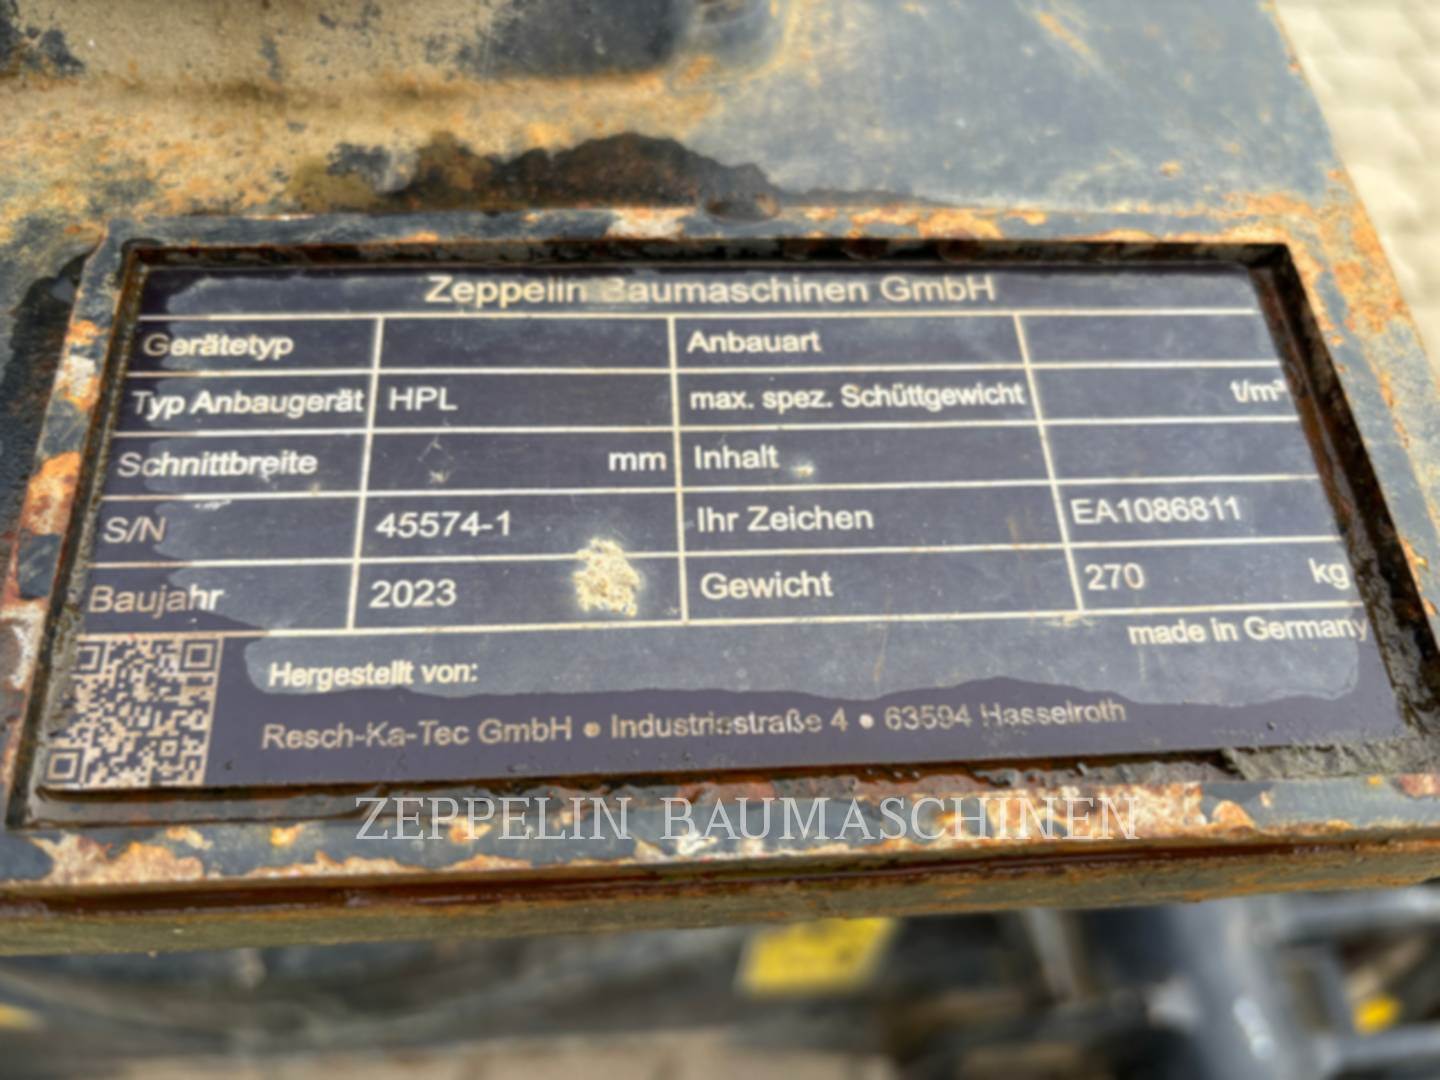 Zeppelin Baumaschinen GmbH
Gerätetyp Anbauart
Typ Anbaugerät HPL max. spez. Schüttgewicht t/m³
Schnittbreite mm Inhalt
S/N 45574-1 Ihr Zeichen EA1086811
Baujahr 2023 Gewicht 270 kg
made in Germany
Hergestellt von:
Resch-Ka-Tec GmbH • Industriestraße 4 • 63594 Hasselroth
ZEPPELIN BAUMASCHINEN